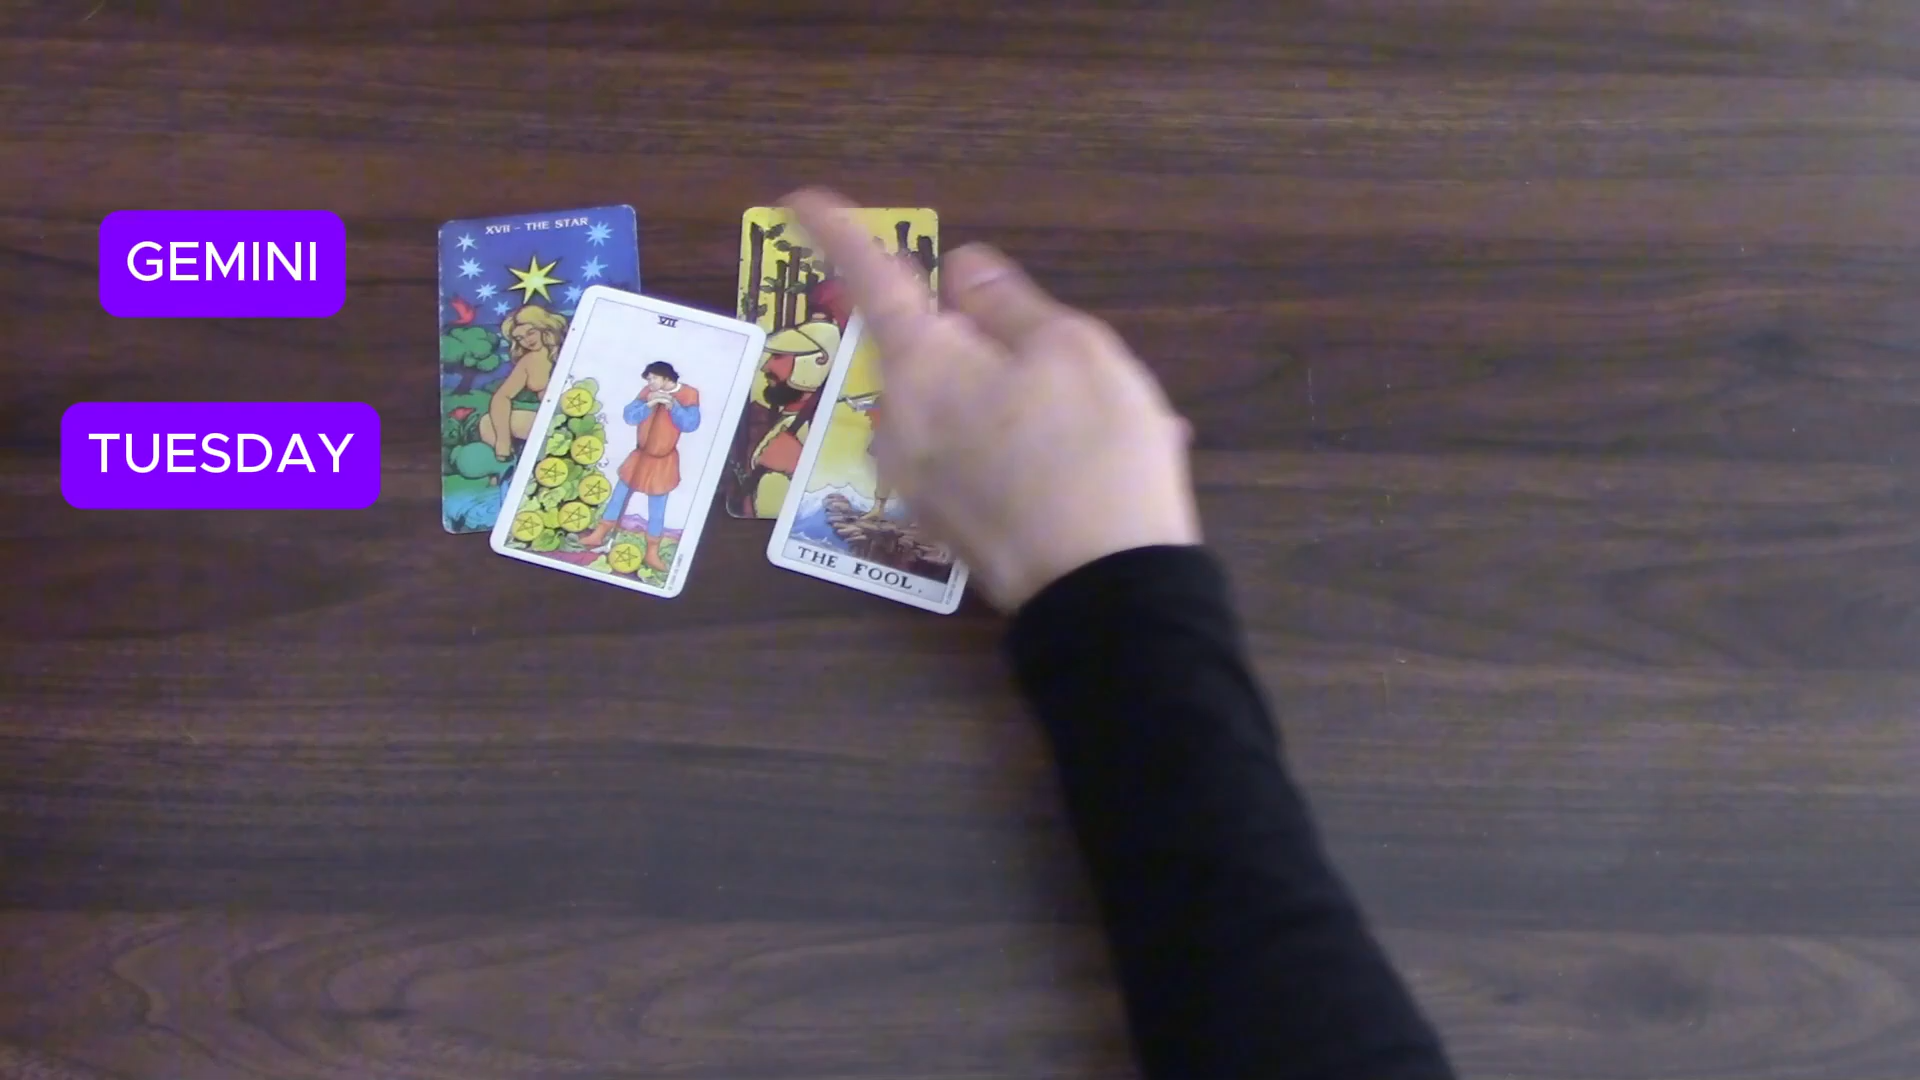 GEMINI
TUESDAY
XVII – THE STAR
VII
THE FOOL.